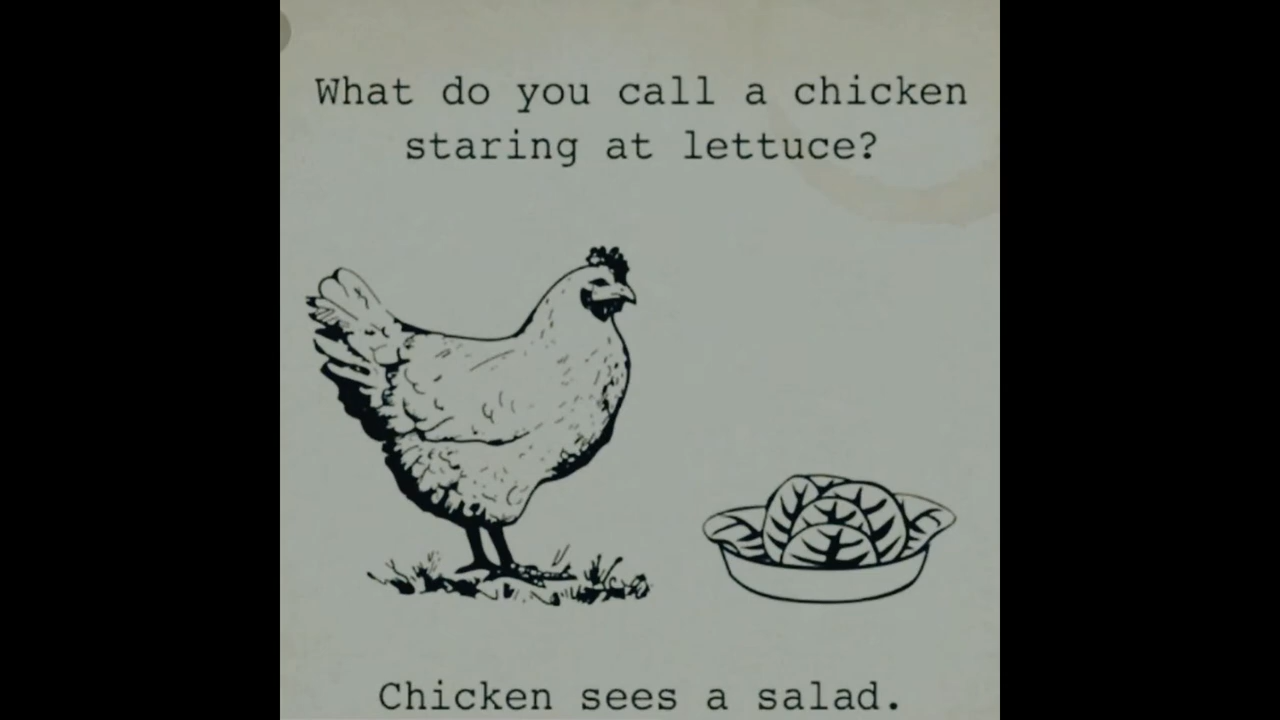 What do you call a chicken
staring at lettuce?
Chicken sees a salad.